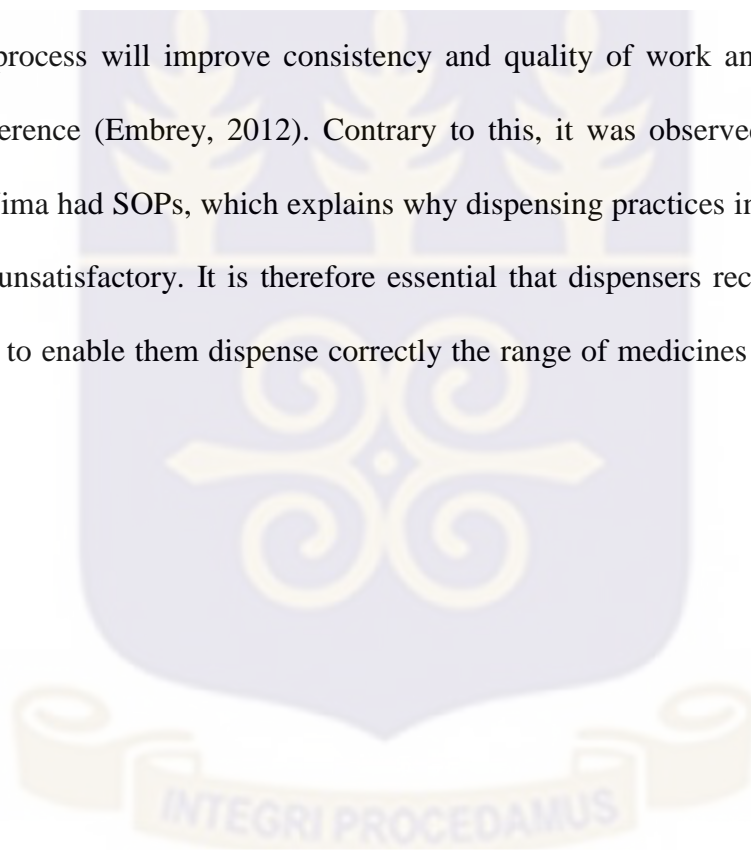 process will improve consistency and quality of work an
erence (Embrey, 2012). Contrary to this, it was observed
ima had SOPs, which explains why dispensing practices in
unsatisfactory. It is therefore essential that dispensers rec
to enable them dispense correctly the range of medicines
INTEGRI PROCEDAMUS